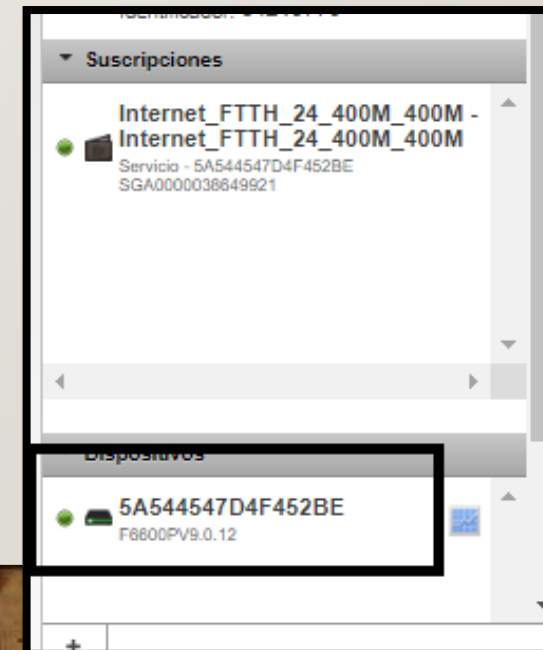 Suscripciones
Internet_FTTH_24_400M_400M -
Internet_FTTH_24_400M_400M
Servicio - 5A544547D4F452BE
SGA0000038649921
Dispositivos
5A544547D4F452BE
F6600PV9.0.12
+